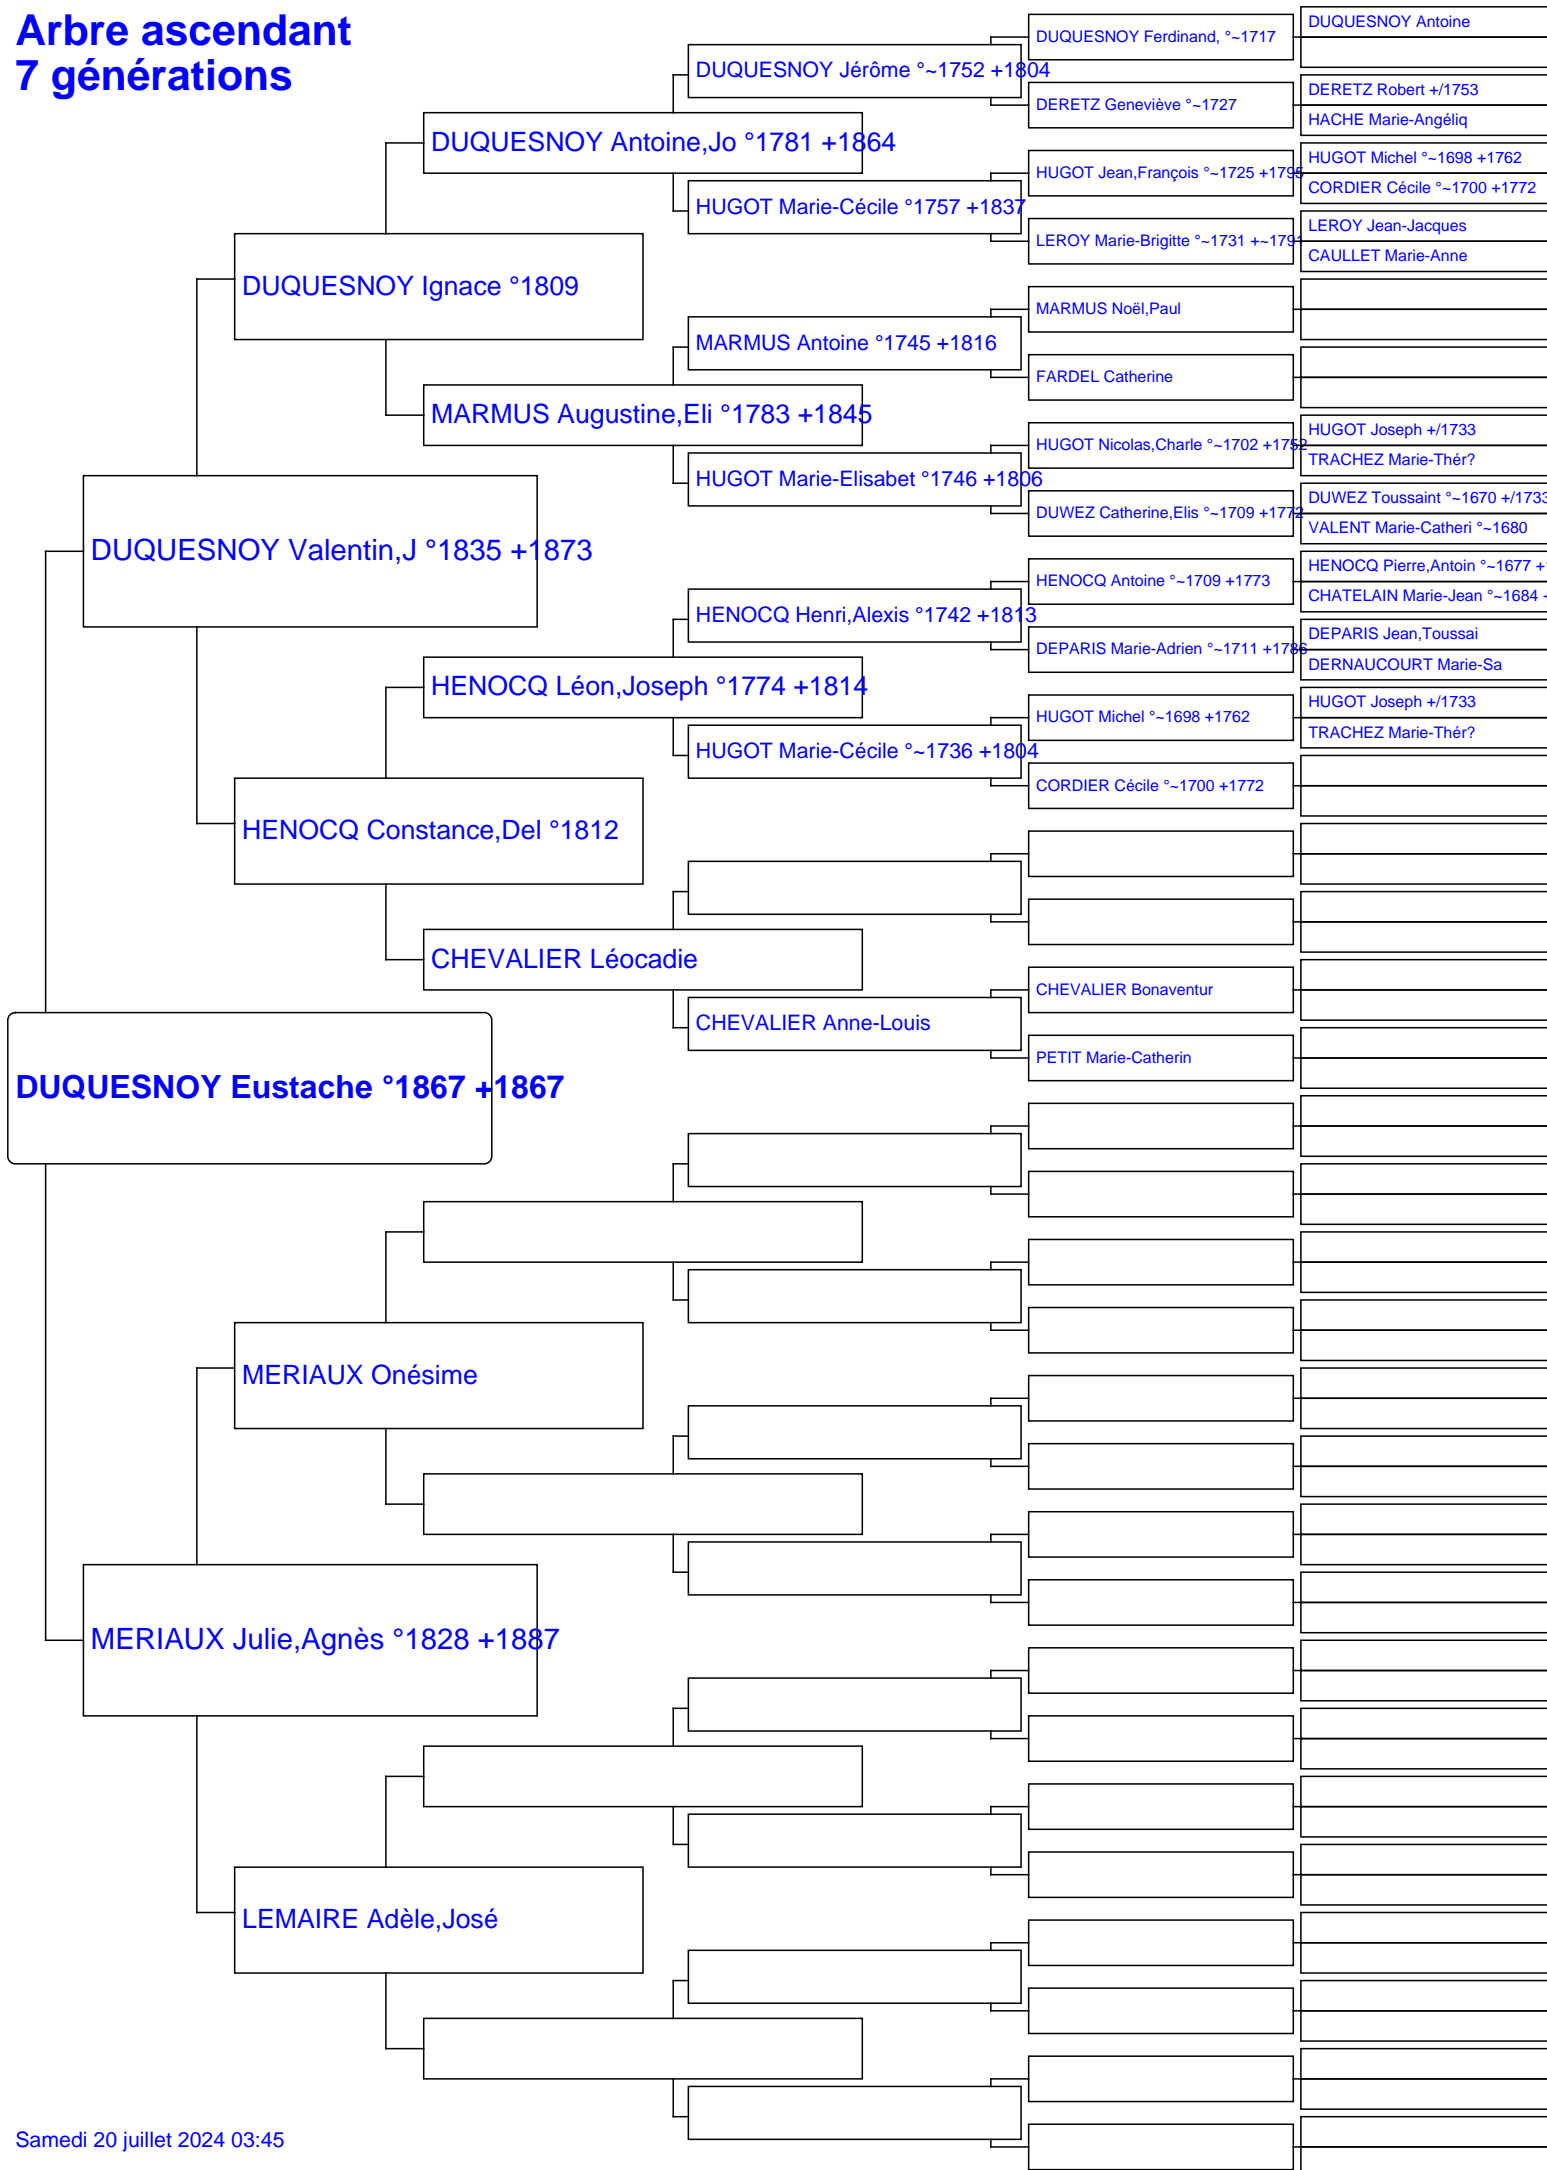 Arbre ascendant
7 générations
DUQUESNOY Eustache °1867 +1867
DUQUESNOY Valentin,J °1835 +1873
MERIAUX Julie,Agnès °1828 +1887
DUQUESNOY Ignace °1809
HENOCQ Constance,Del °1812
MERIAUX Onésime
LEMAIRE Adèle,José
DUQUESNOY Antoine,Jo °1781 +1864
MARMUS Augustine,Eli °1783 +1845
HENOCQ Léon,Joseph °1774 +1814
CHEVALIER Léocadie
DUQUESNOY Jérôme °~1752 +1804
HUGOT Marie-Cécile °1757 +1837
MARMUS Antoine °1745 +1816
HUGOT Marie-Elisabet °1746 +1806
HENOCQ Henri,Alexis °1742 +1813
HUGOT Marie-Cécile °~1736 +1804
CHEVALIER Anne-Louis
DUQUESNOY Ferdinand, °~1717
DERETZ Geneviève °~1727
HUGOT Jean,François °~1725 +1795
LEROY Marie-Brigitte °~1731 +~1791
MARMUS Noël,Paul
FARDEL Catherine
HUGOT Nicolas,Charle °~1702 +1752
DUWEZ Catherine,Elis °~1709 +1772
HENOCQ Antoine °~1709 +1773
DEPARIS Marie-Adrien °~1711 +1786
HUGOT Michel °~1698 +1762
CORDIER Cécile °~1700 +1772
CHEVALIER Bonaventur
PETIT Marie-Catherin
DUQUESNOY Antoine
DERETZ Robert +/1753
HACHE Marie-Angéliq
HUGOT Michel °~1698 +1762
CORDIER Cécile °~1700 +1772
LEROY Jean-Jacques
CAULLET Marie-Anne
HUGOT Joseph +/1733
TRACHEZ Marie-Thér?
DUWEZ Toussaint °~1670 +/1733
VALENT Marie-Catheri °~1680
HENOCQ Pierre,Antoin °~1677 +
CHATELAIN Marie-Jean °~1684 +
DEPARIS Jean,Toussai
DERNAUCOURT Marie-Sa
HUGOT Joseph +/1733
TRACHEZ Marie-Thér?
Samedi 20 juillet 2024 03:45